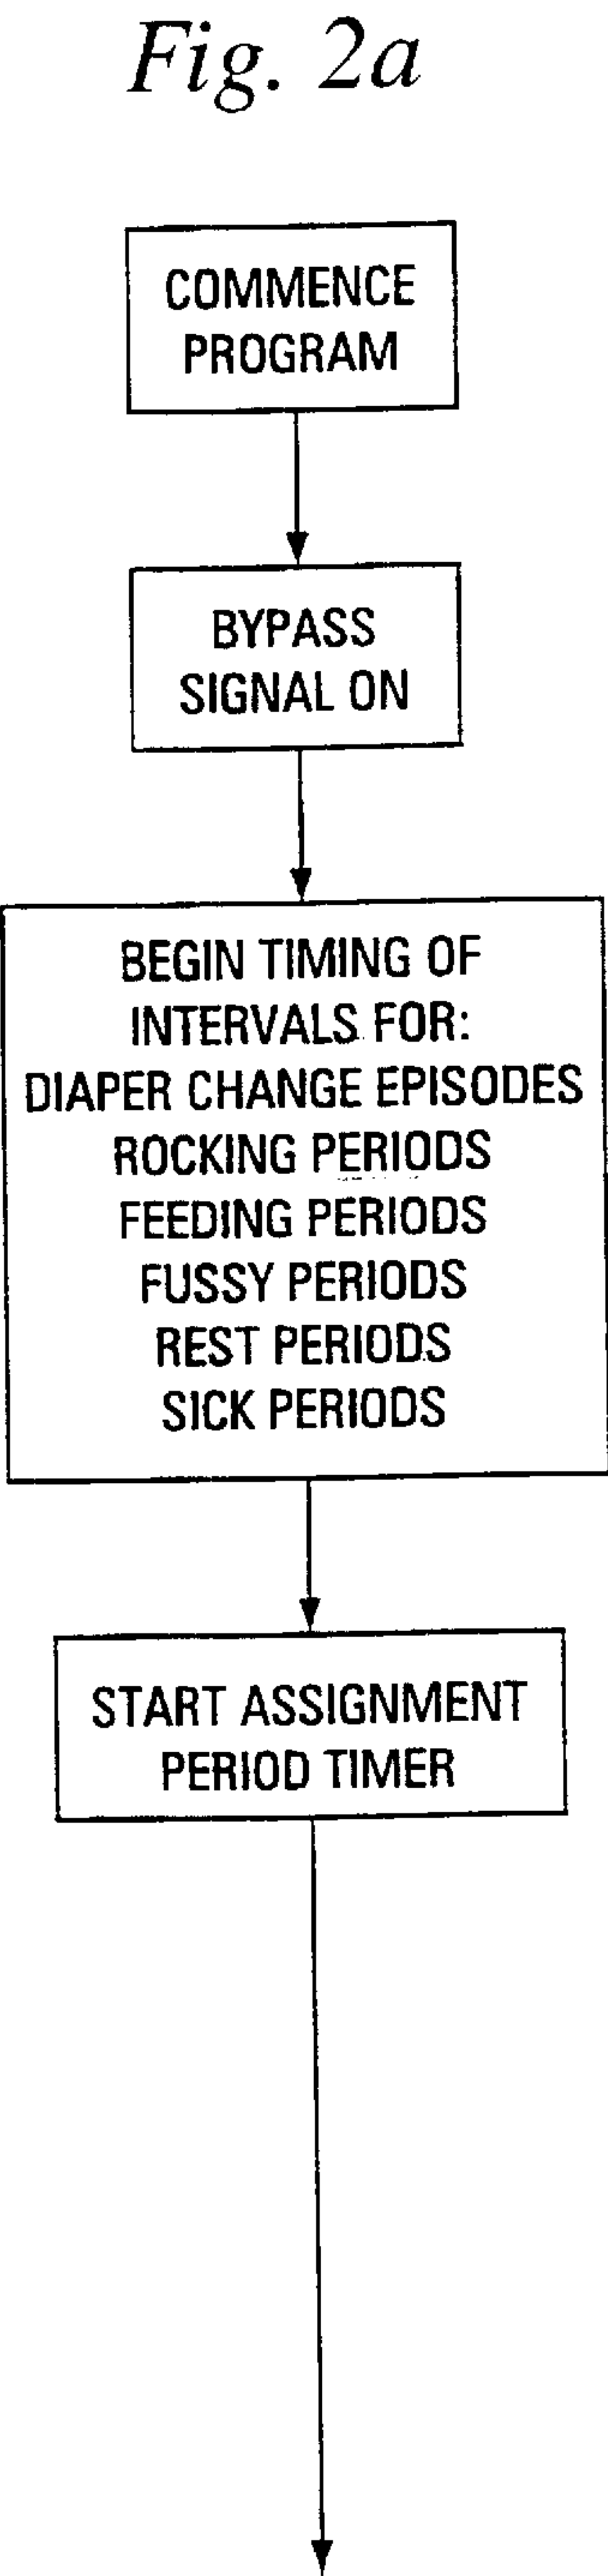 Fig. 2a
COMMENCE
PROGRAM
BYPASS
SIGNAL ON
BEGIN TIMING OF
INTERVALS FOR:
DIAPER CHANGE EPISODES
ROCKING PERIODS
FEEDING PERIODS
FUSSY PERIODS
REST PERIODS
SICK PERIODS
START ASSIGNMENT
PERIOD TIMER